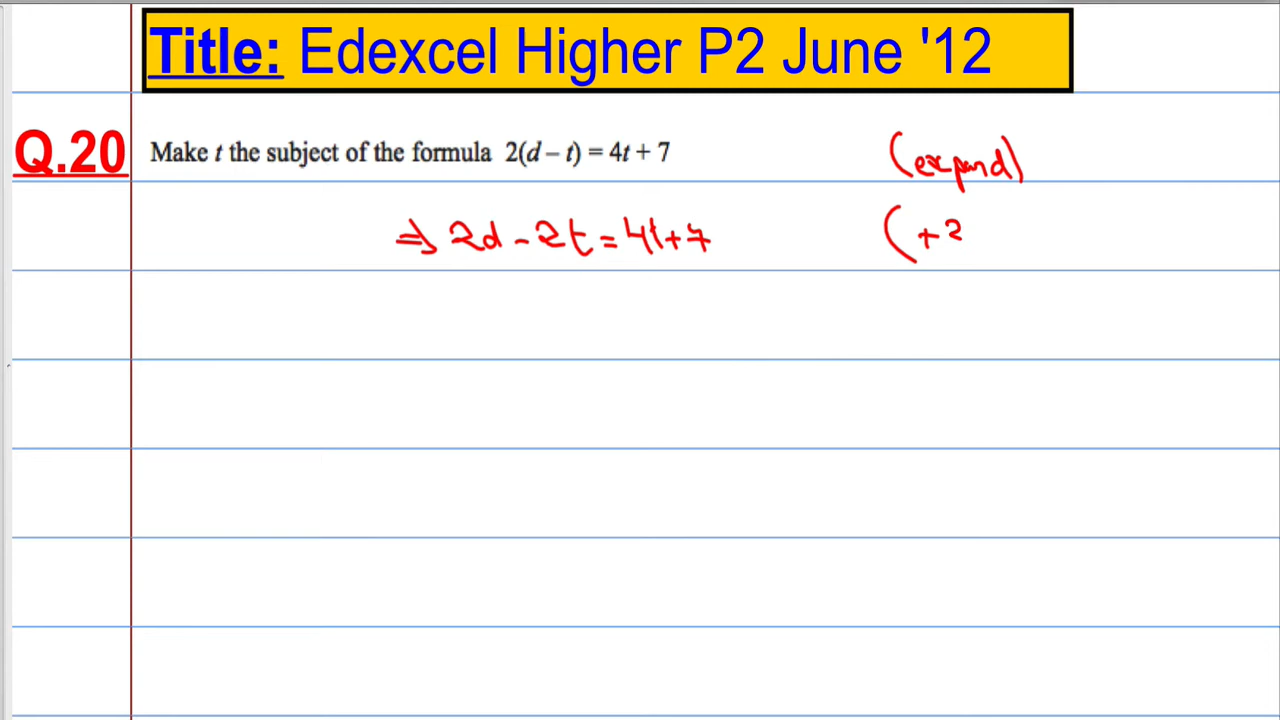 Title: Edexcel Higher P2 June '12
Q.20 Make t the subject of the formula 2(d – t) = 4t + 7 (expand)
⇒ 2d - 2t = 4t + 7 (+2